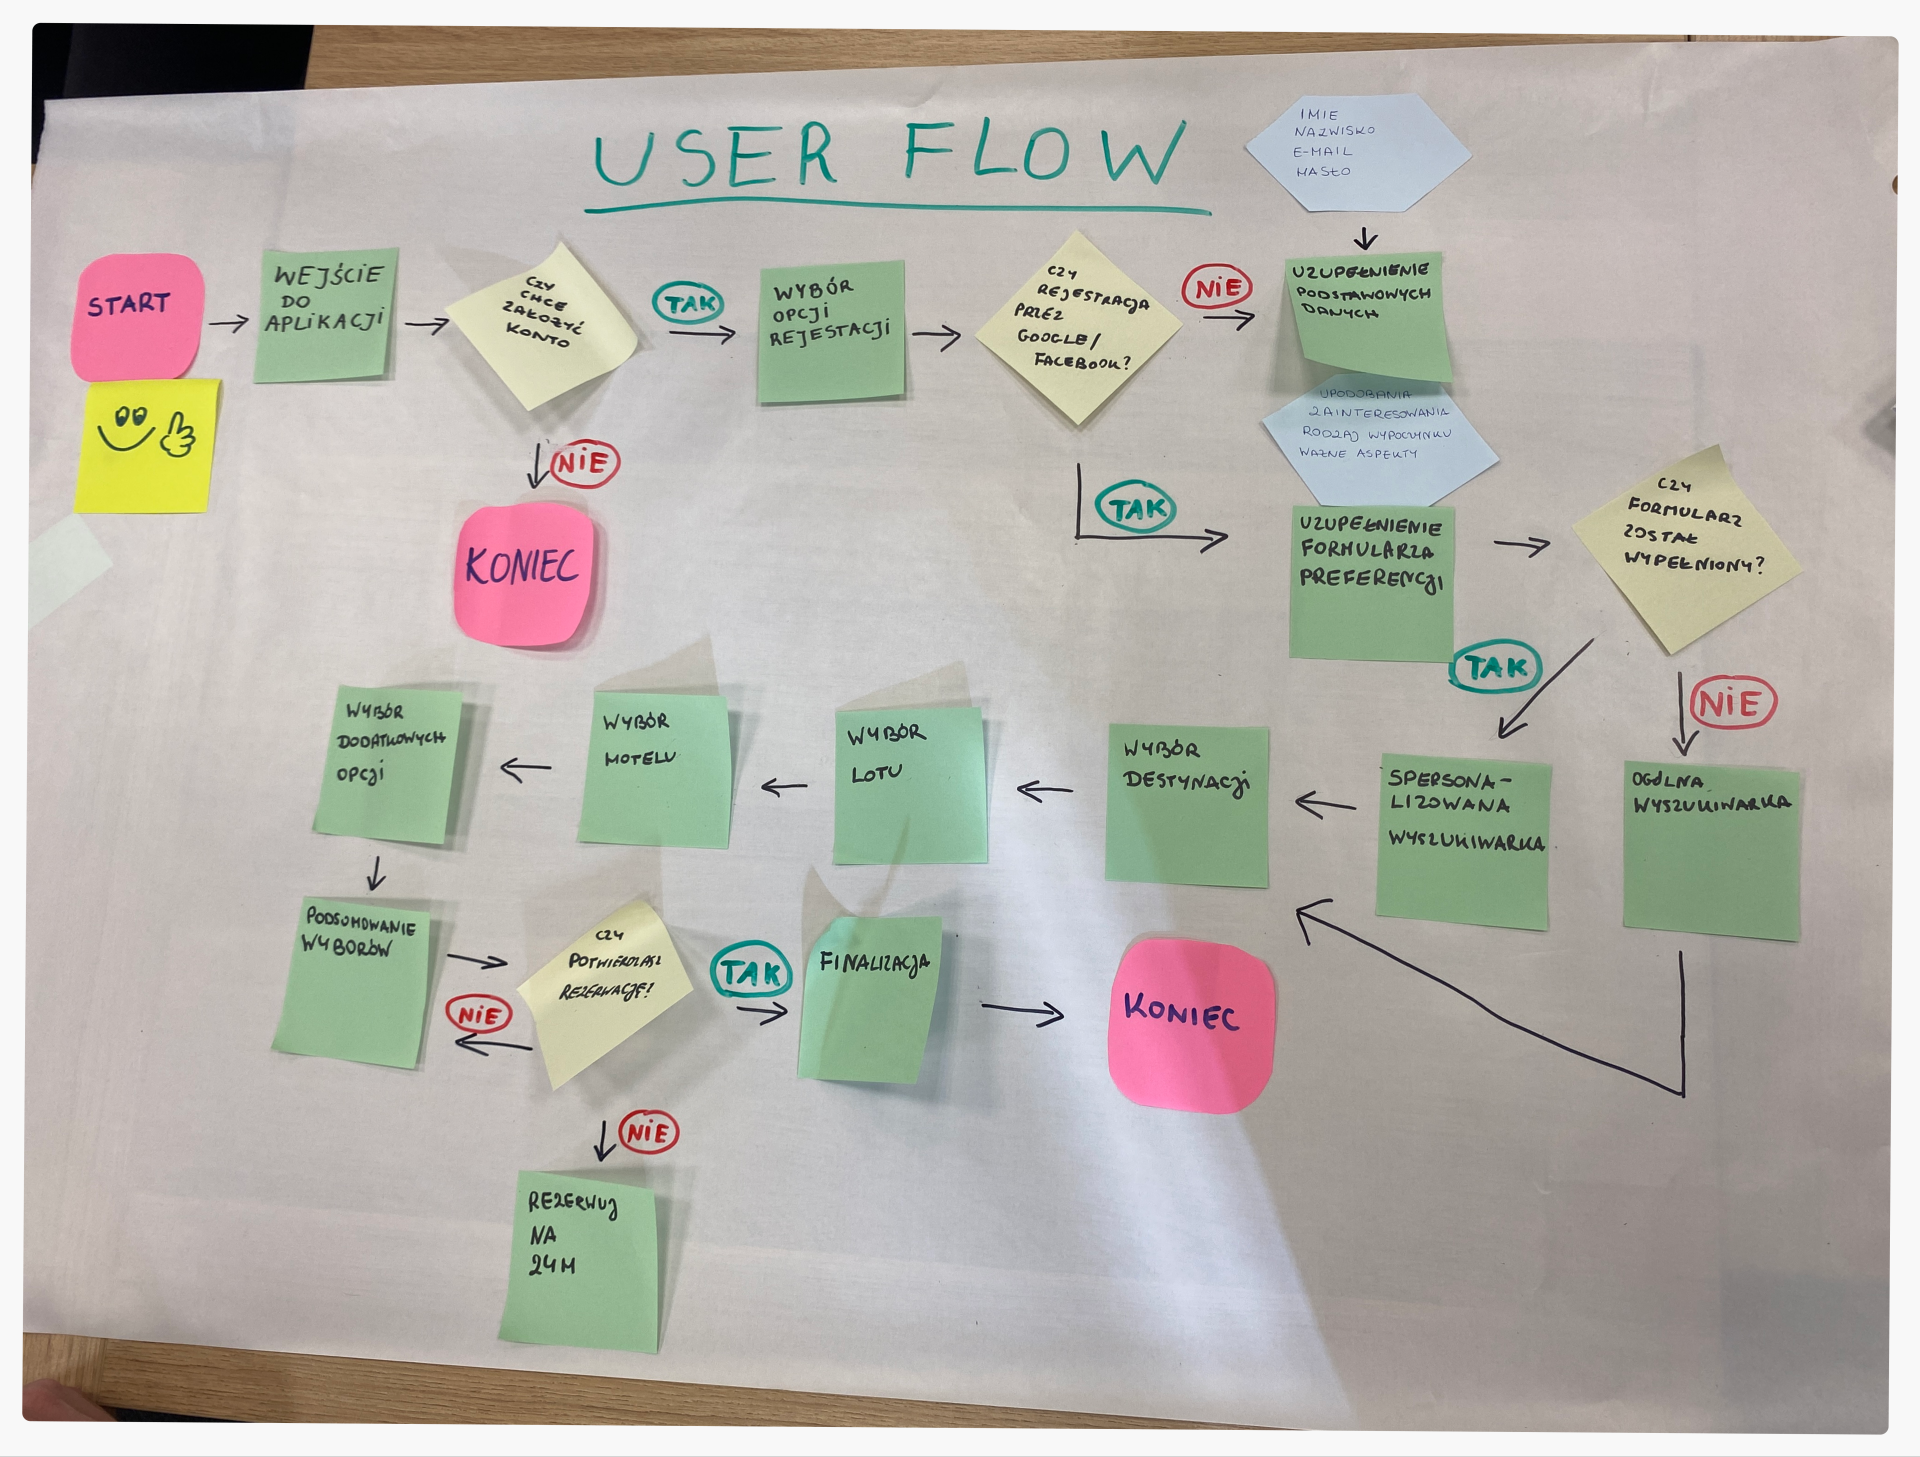 USER FLOW
IMIE
NAZWISKO
E-MAIL
HASŁO
START
WEJŚCIE
DO
APLIKACJI
CZY
CHCE
ZAŁOŻYĆ
KONTO
TAK
WYBÓR
OPCJI
REJESTACJI
CZY
REJESTRACJA
PRZEZ
GOOGLE/
FACEBOOK?
NIE
UZUPEŁNIENIE
PODSTAWOWYCH
DANYCH
NIE
KONIEC
TAK
UPODOBANIA
ZAINTERESOWANIA
RODZAJ WYPOCZYNKU
WAŻNE ASPEKTY
UZUPEŁNIENIE
FORMULARZA
PREFERENCJI
CZY
FORMULARZ
ZOSTAŁ
WYPEŁNIONY?
TAK
NIE
WYBÓR
DODATKOWYCH
OPCJI
WYBÓR
HOTELU
WYBÓR
LOTU
WYBÓR
DESTYNACJI
SPERSONA-
LIZOWANA
WYSZUKIWARKA
OGÓLNA
WYSZUKIWARKA
PODSUMOWANIE
WYBORÓW
CZY
POTWIERDZASZ
REZERWACJĘ?
TAK
FINALIZACJA
KONIEC
NIE
NIE
REZERWUJ
NA
24H